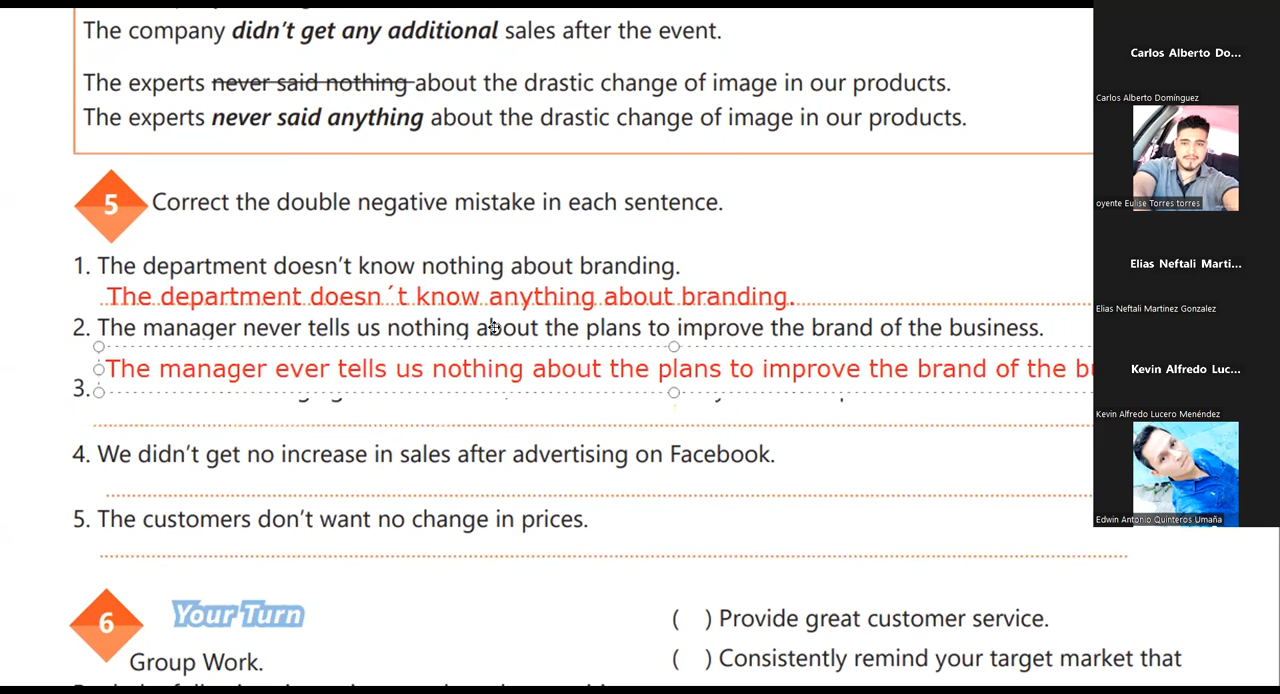 The company didn't get any additional sales after the event.
The experts never said nothing about the drastic change of image in our products.
The experts never said anything about the drastic change of image in our products.
5 Correct the double negative mistake in each sentence.
1. The department doesn't know nothing about branding.
The department doesn´t know anything about branding.
2. The manager never tells us nothing about the plans to improve the brand of the business.
The manager ever tells us nothing about the plans to improve the brand of the
3.
4. We didn't get no increase in sales after advertising on Facebook.
5. The customers don't want no change in prices.
6 Your Turn
Group Work.
( ) Provide great customer service.
( ) Consistently remind your target market that
Carlos Alberto Do...
Carlos Alberto Domínguez
oyente Eulise Torres torres
Elias Neftali Marti...
Elias Neftali Martinez Gonzalez
Kevin Alfredo Luc...
Kevin Alfredo Lucero Menéndez
Edwin Antonio Quinteros Umaña